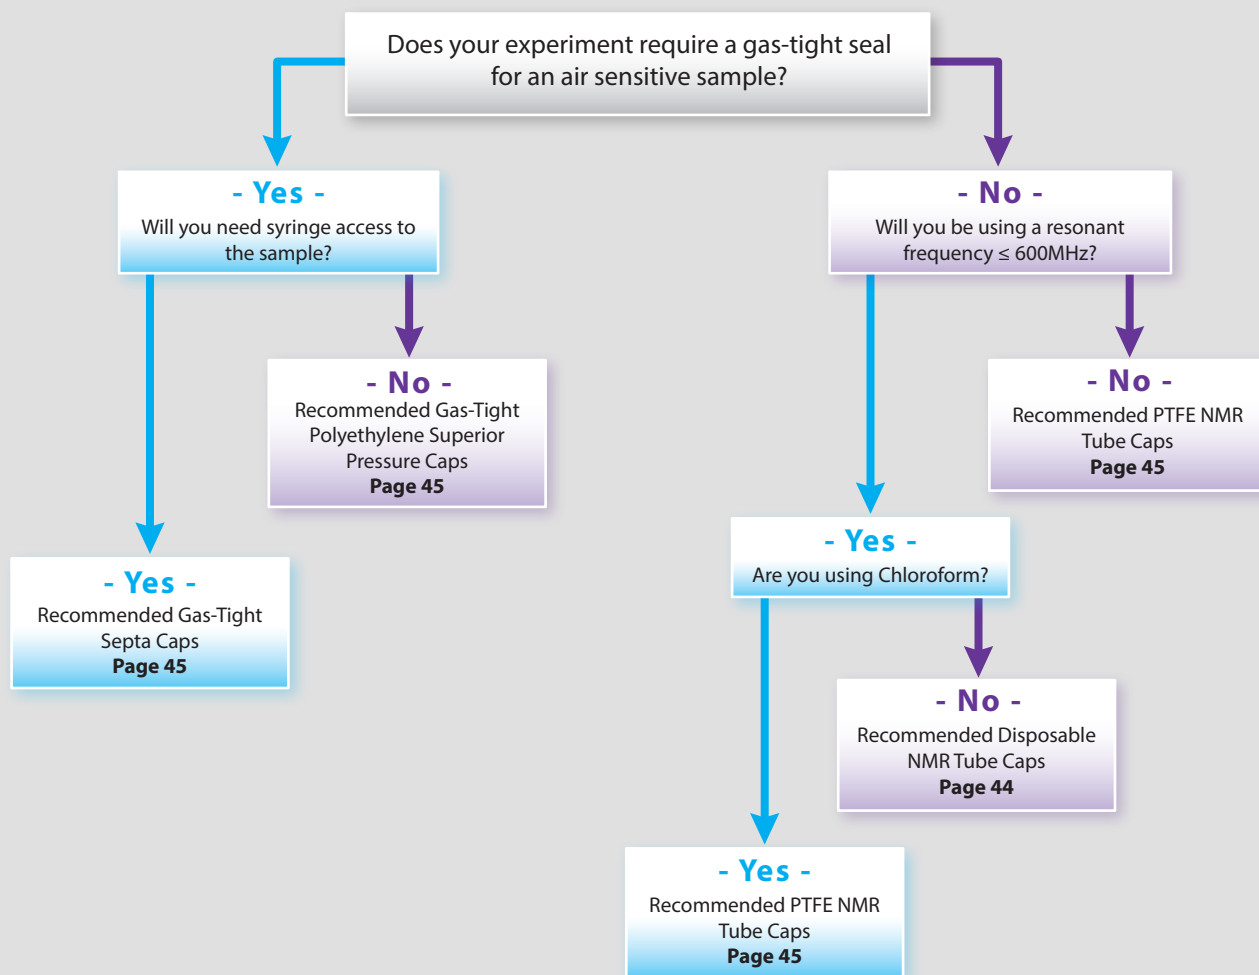 Does your experiment require a gas-tight seal
for an air sensitive sample?
- Yes -
Will you need syringe access to
the sample?
- No -
Will you be using a resonant
frequency ≤ 600MHz?
- No -
Recommended Gas-Tight
Polyethylene Superior
Pressure Caps
Page 45
- No -
Recommended PTFE NMR
Tube Caps
Page 45
- Yes -
Recommended Gas-Tight
Septa Caps
Page 45
- Yes -
Are you using Chloroform?
- No -
Recommended Disposable
NMR Tube Caps
Page 44
- Yes -
Recommended PTFE NMR
Tube Caps
Page 45